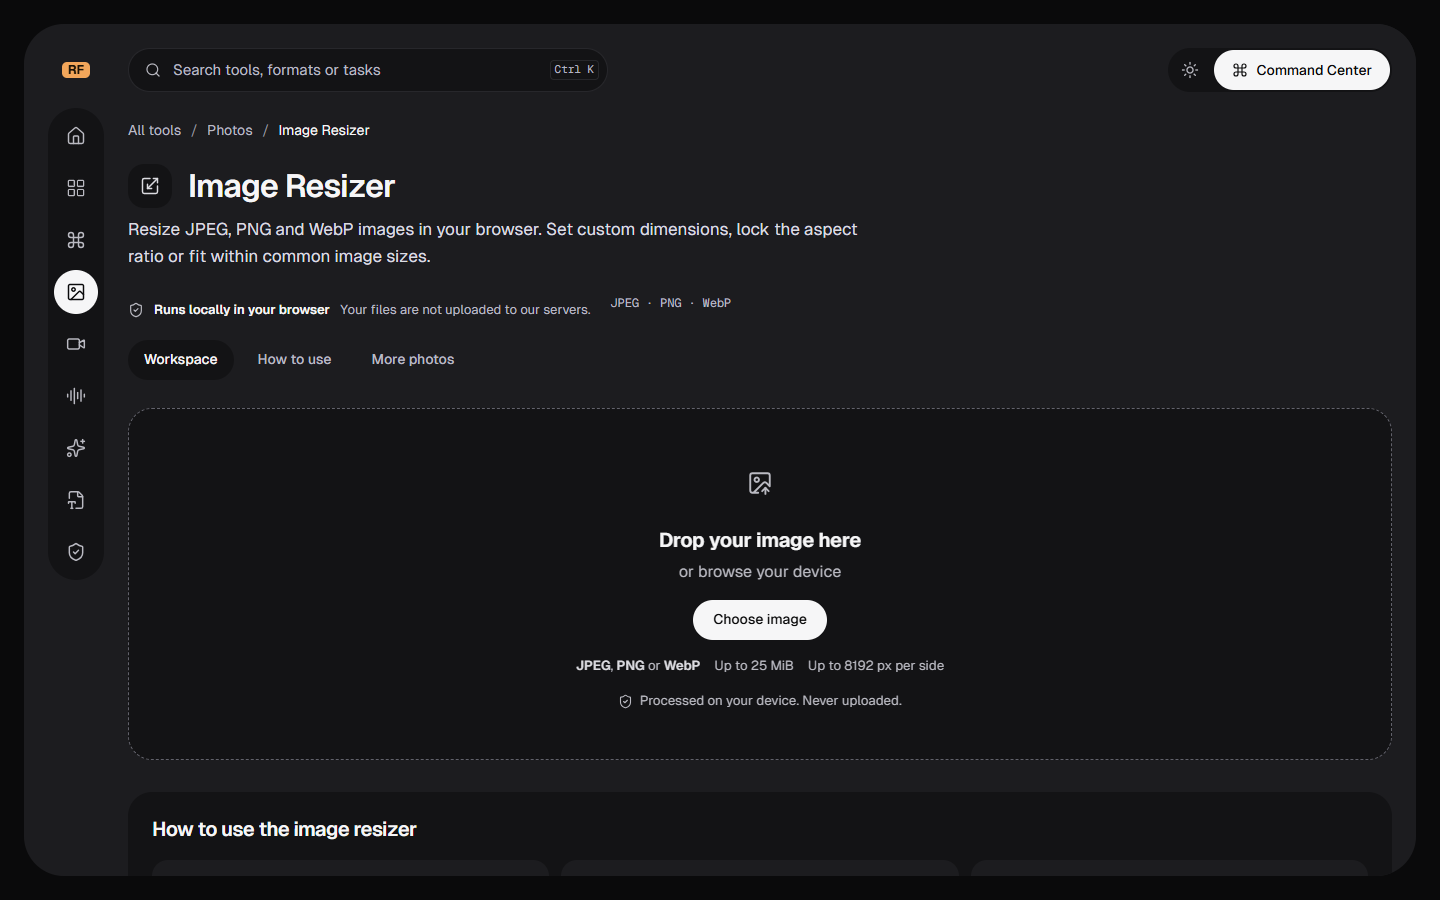 RF
Search tools, formats or tasks
Ctrl K
Command Center
All tools / Photos / Image Resizer
Image Resizer
Resize JPEG, PNG and WebP images in your browser. Set custom dimensions, lock the aspect
ratio or fit within common image sizes.
Runs locally in your browser Your files are not uploaded to our servers. JPEG · PNG · WebP
Workspace How to use More photos
Drop your image here
or browse your device
Choose image
JPEG, PNG or WebP Up to 25 MiB Up to 8192 px per side
Processed on your device. Never uploaded.
How to use the image resizer